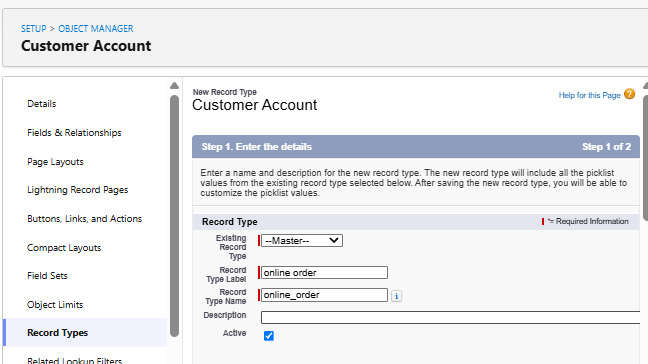 SETUP > OBJECT MANAGER
Customer Account
Details
Fields & Relationships
Page Layouts
Lightning Record Pages
Buttons, Links, and Actions
Compact Layouts
Field Sets
Object Limits
Record Types
Related Lookup Filters
New Record Type
Customer Account
Help for this Page ?
Step 1. Enter the details
Step 1 of 2
Enter a name and description for the new record type. The new record type will include all the picklist
values from the existing record type selected below. After saving the new record type, you will be able to
customize the picklist values.
Record Type
*= Required Information
Existing
Record
Type
--Master--
Record
Type Label
online order
Record
Type Name
online_order
i
Description
Active